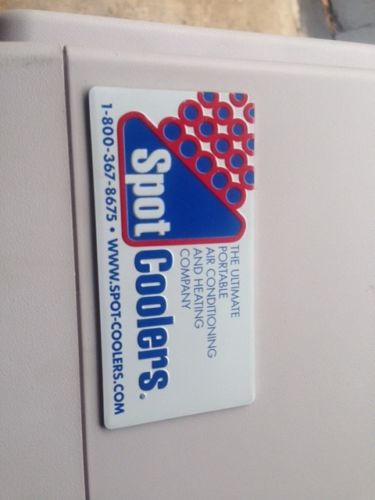 THE ULTIMATE
PORTABLE
AIR CONDITIONING
AND HEATING
COMPANY
Spot Coolers.
1-800-367-8675 • WWW.SPOT-COOLERS.COM